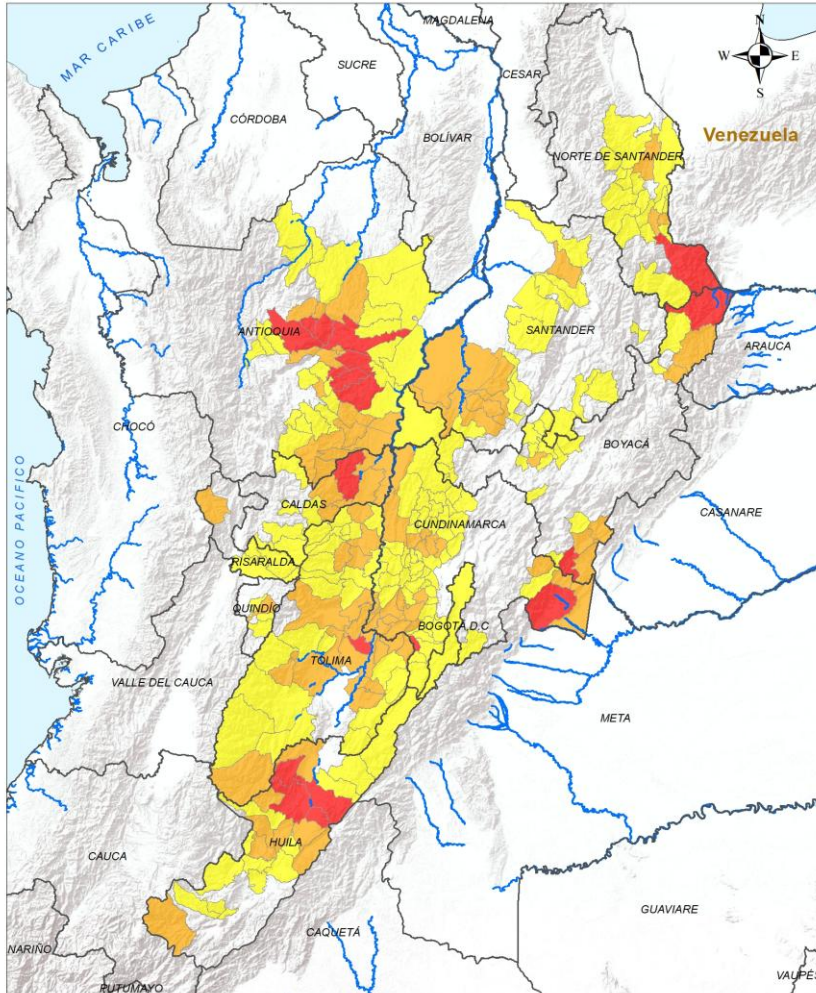 MAGDALENA
MAR CARIBE
N
W E
S
SUCRE
CESAR
CÓRDOBA
BOLÍVAR
Venezuela
NORTE DE SANTANDER
ANTIOQUIA
SANTANDER
ARAUCA
CHOCÓ
BOYACÁ
CALDAS
CUNDINAMARCA
CASANARE
OCEANO PACIFICO
RISARALDA
QUINDÍO
BOGOTÁ, D.C
TOLIMA
VALLE DEL CAUCA
META
HUILA
CAUCA
GUAVIARE
CAQUETÁ
NARIÑO
PUTUMAYO
VAUPÉS